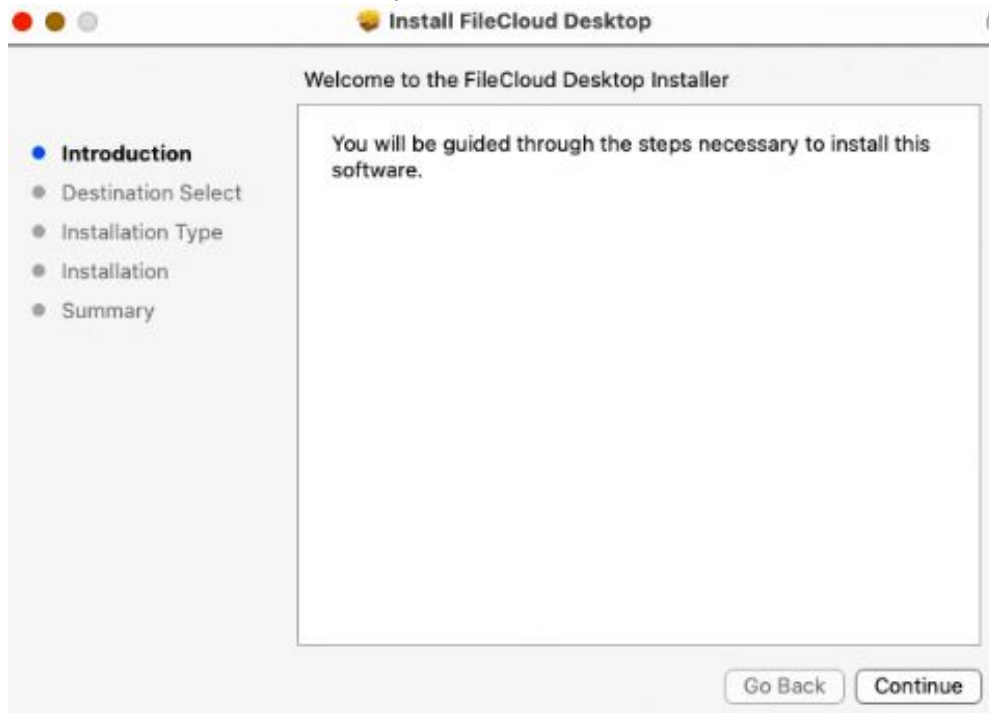 Install FileCloud Desktop
Welcome to the FileCloud Desktop Installer
Introduction
Destination Select
Installation Type
Installation
Summary
You will be guided through the steps necessary to install this
software.
Go Back
Continue